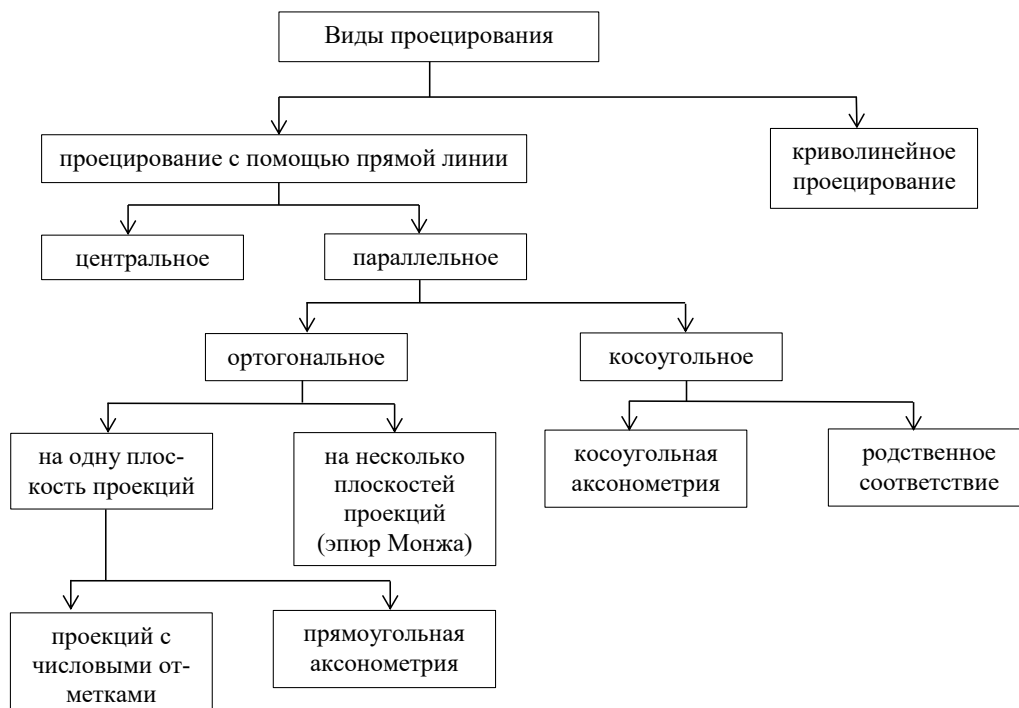 Виды проецирования
проецирование с помощью прямой линии
криволинейное
проецирование
центральное
параллельное
ортогональное
косоугольное
на одну плос-
кость проекций
на несколько
плоскостей
проекций
(эпюр Монжа)
косоугольная
аксонометрия
родственное
соответствие
проекций с
числовыми от-
метками
прямоугольная
аксонометрия